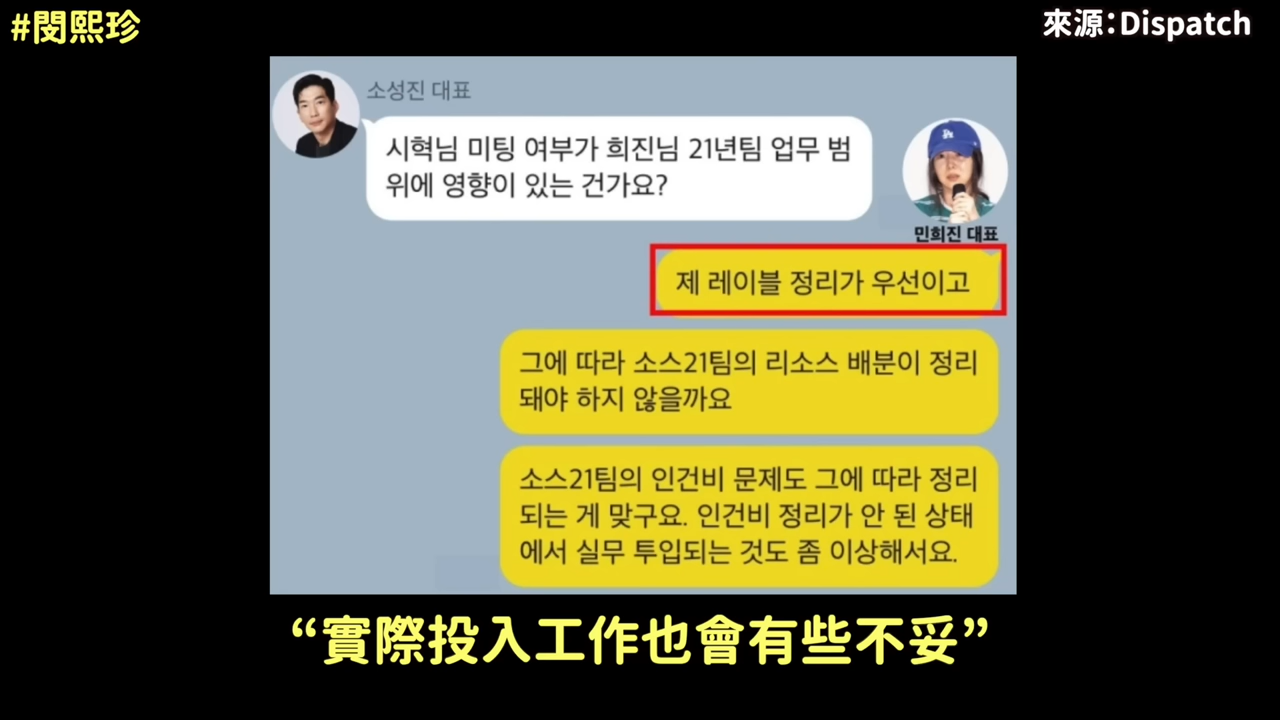 #閔熙珍
來源:Dispatch
소성진 대표
시혁님 미팅 여부가 희진님 21년팀 업무 범
위에 영향이 있는 건가요?
민희진 대표
제 레이블 정리가 우선이고
그에 따라 소스21팀의 리소스 배분이 정리
돼야 하지 않을까요
소스21팀의 인건비 문제도 그에 따라 정리
되는 게 맞구요. 인건비 정리가 안 된 상태
에서 실무 투입되는 것도 좀 이상해서요.
“實際投入工作也會有些不妥”